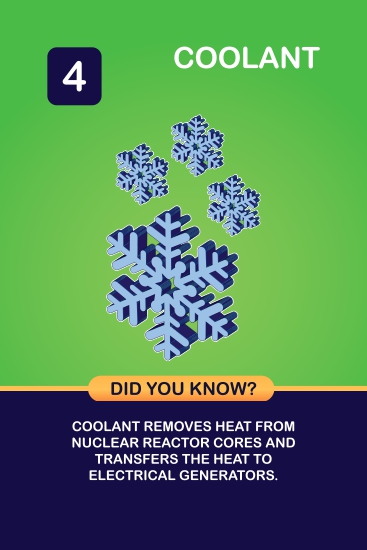 4
COOLANT
DID YOU KNOW?
COOLANT REMOVES HEAT FROM
NUCLEAR REACTOR CORES AND
TRANSFERS THE HEAT TO
ELECTRICAL GENERATORS.